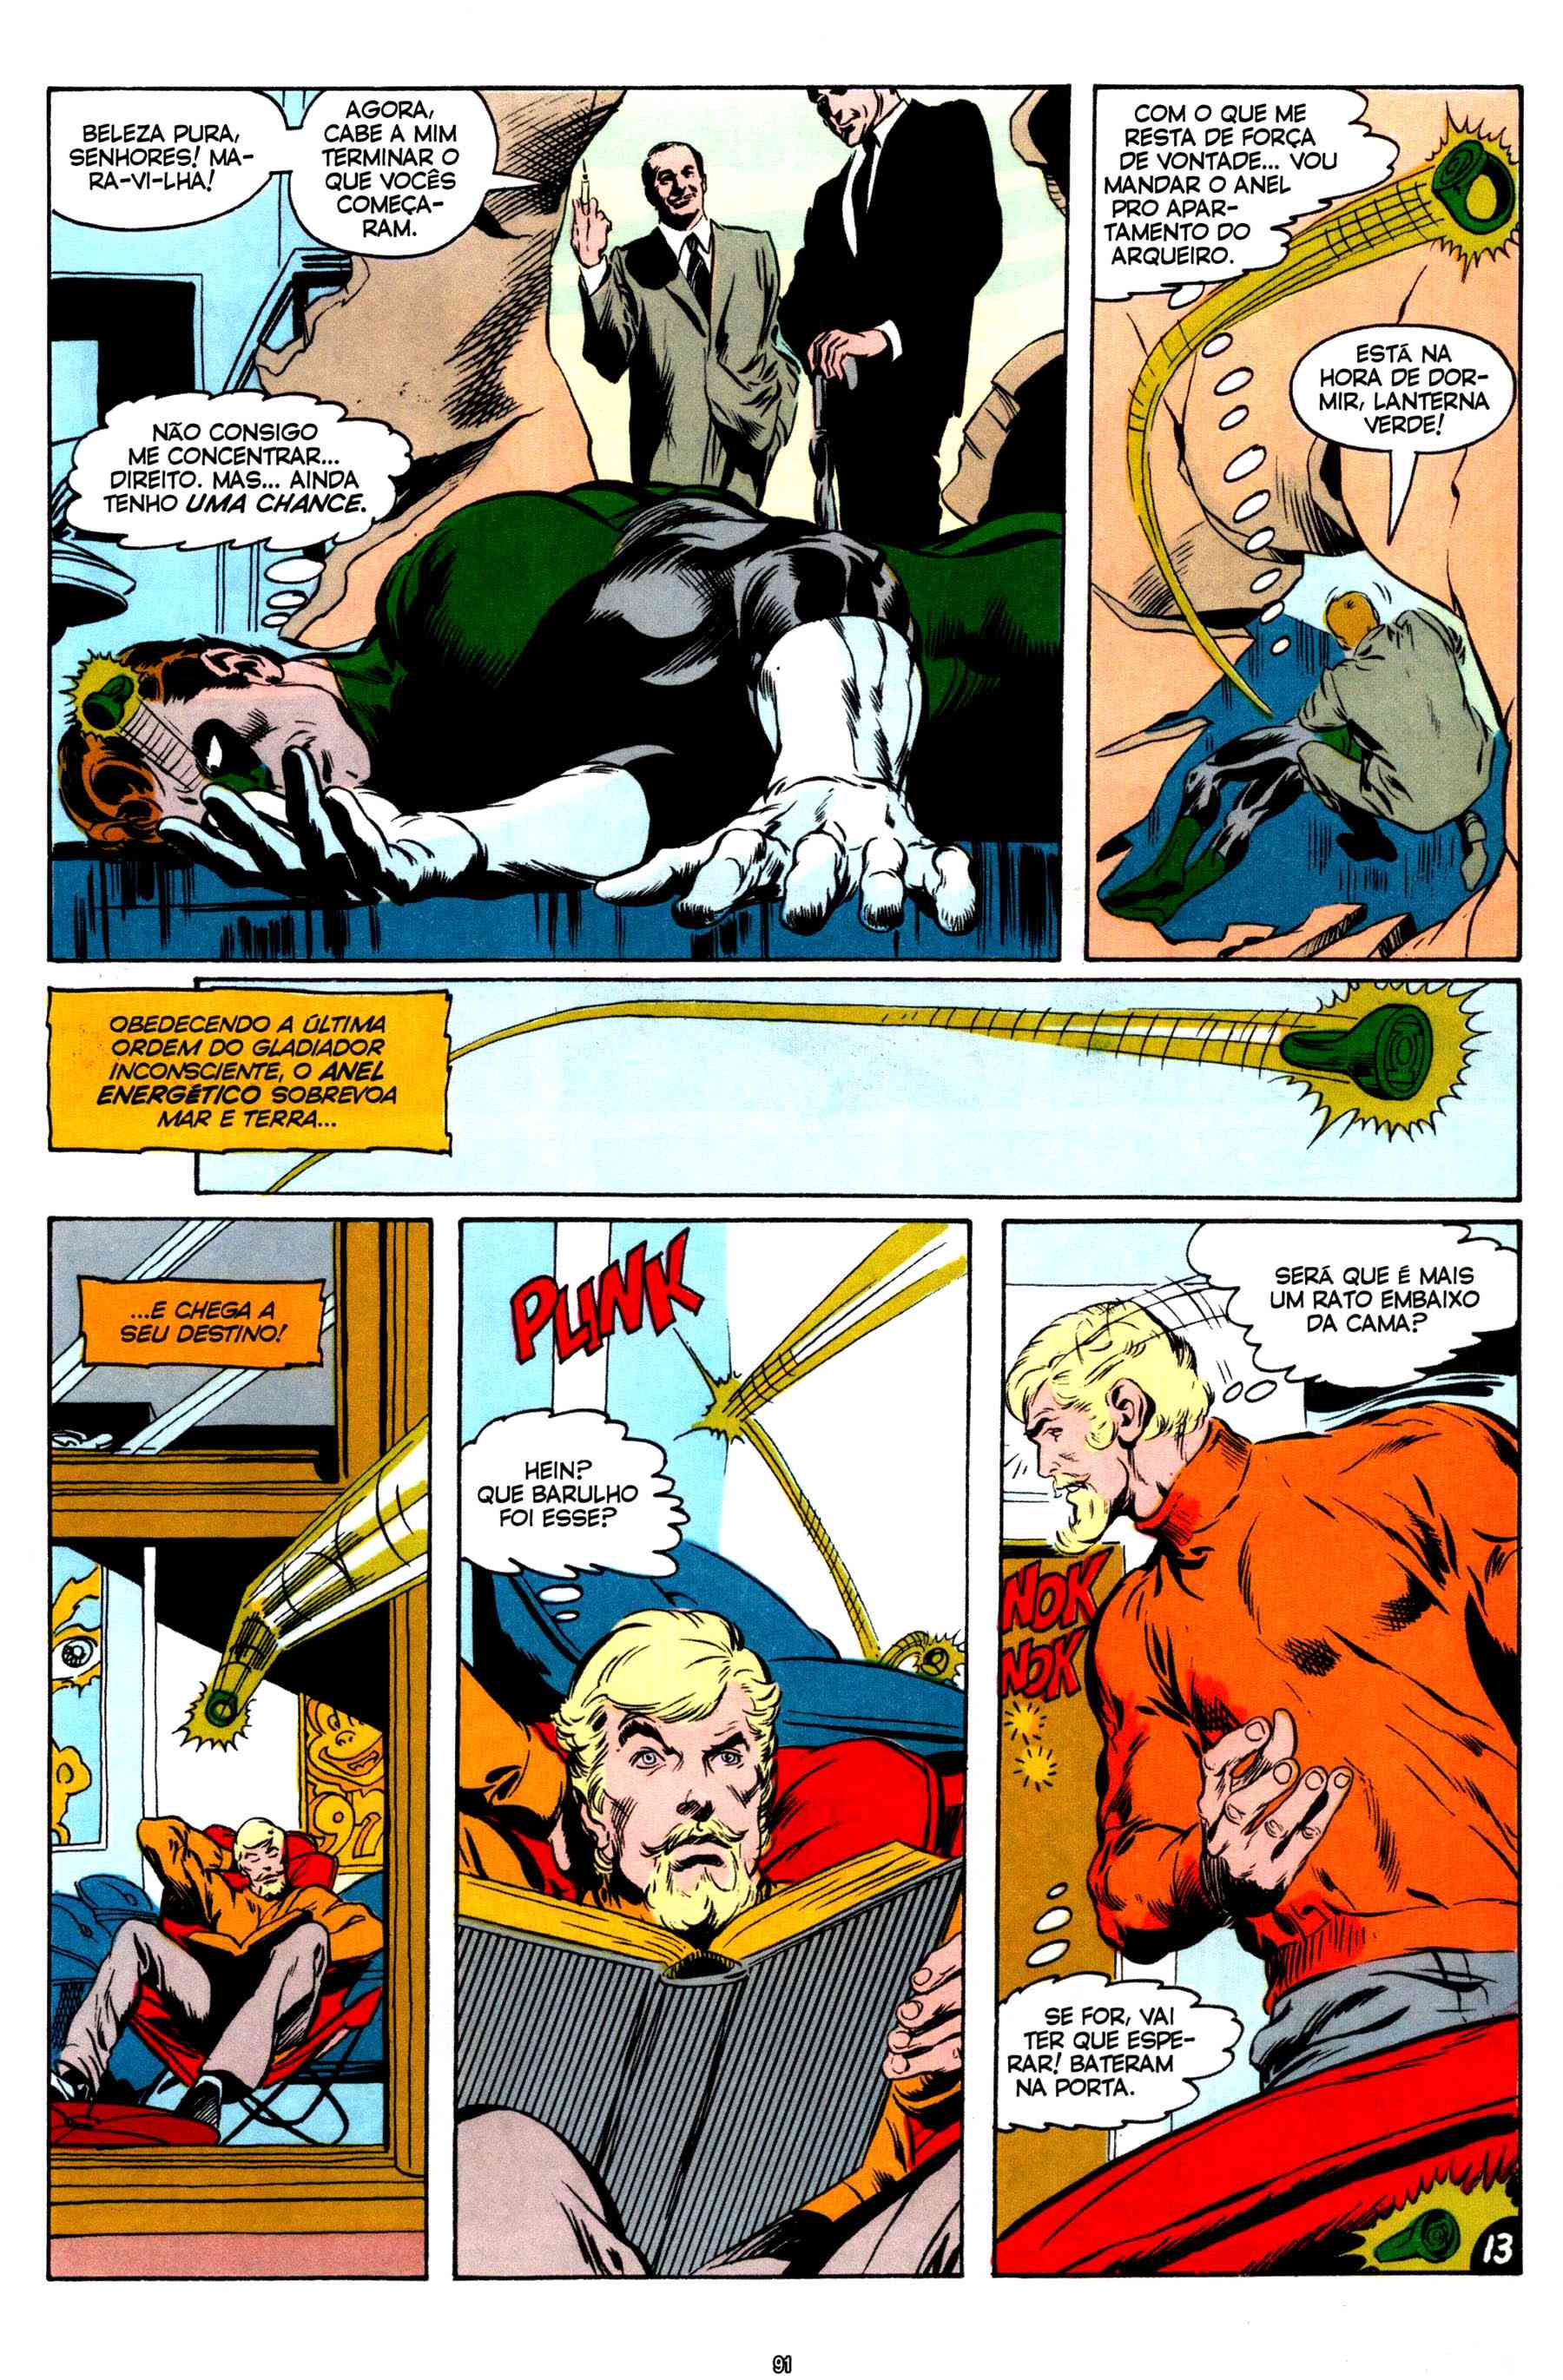 BELEZA PURA,
SENHORES! MA-
RA-VI-LHA!
AGORA,
CABE A MIM
TERMINAR O
QUE VOCÊS
COMEÇA-
RAM.
NÃO CONSIGO
ME CONCENTRAR...
DIREITO. MAS... AINDA
TENHO UMA CHANCE.
COM O QUE ME
RESTA DE FORÇA
DE VONTADE... VOU
MANDAR O ANEL
PRO APAR-
TAMENTO DO
ARQUEIRO.
ESTÁ NA
HORA DE DOR-
MIR, LANTERNA
VERDE!
OBEDECENDO A ÚLTIMA
ORDEM DO GLADIADOR
INCONSCIENTE, O ANEL
ENERGÉTICO SOBREVOA
MAR E TERRA...
...E CHEGA A
SEU DESTINO!
97
PLINK
HEIN?
QUE BARULHO
FOI ESSE?
SERÁ QUE É MAIS
UM RATO EMBAIXO
DA CAMA?
NOK
NOK
SE FOR, VAI
TER QUE ESPE-
RAR! BATERAM
NA PORTA.
13
91